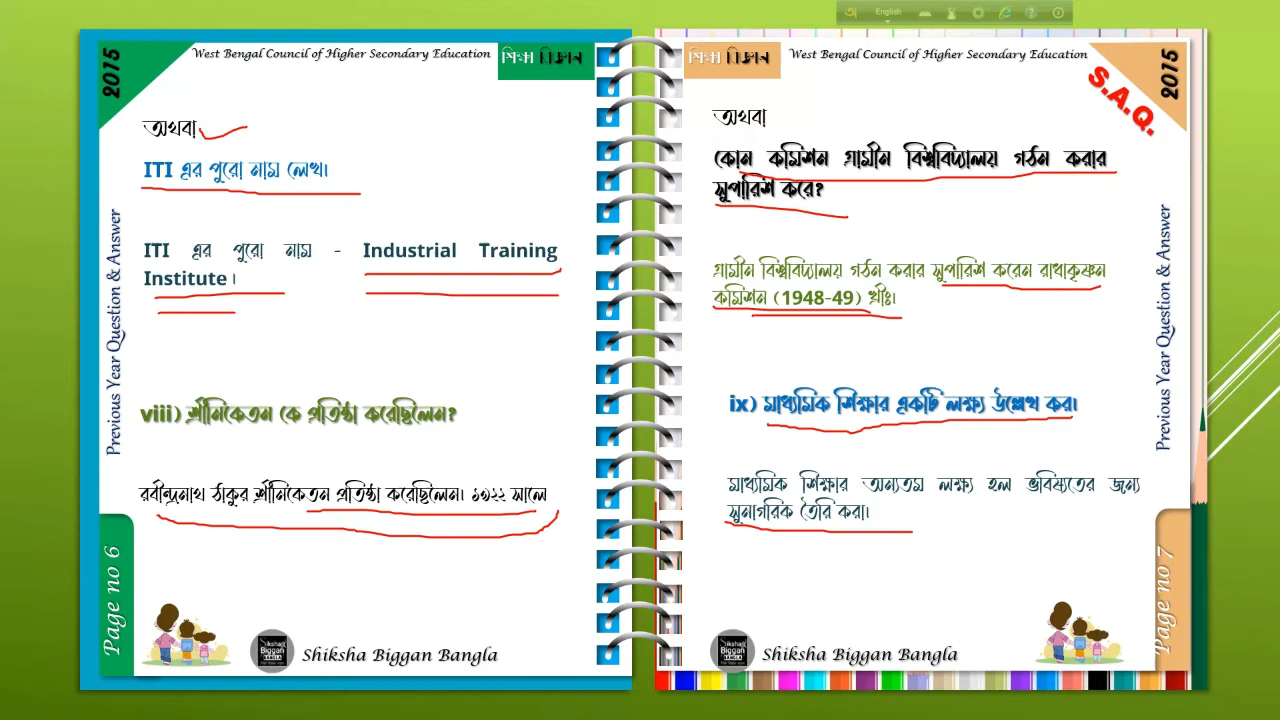 English
2015
West Bengal Council of Higher Secondary Education
শিক্ষা বিজ্ঞান
অথবা
ITI এর পুরো নাম লেখ।
ITI এর পুরো নাম - Industrial Training
Institute।
viii) শ্রীনিকেতন কে প্রতিষ্ঠা করেছিলেন?
রবীন্দ্রনাথ ঠাকুর শ্রীনিকেতন প্রতিষ্ঠা করেছিলেন। ১৯২২ সালে
Previous Year Question & Answer
Page no 6
Shiksha Biggan Bangla
শিক্ষা বিজ্ঞান
West Bengal Council of Higher Secondary Education
2015
S.A.Q.
অথবা
কোন কমিশন গ্রামীন বিশ্ববিদ্যালয় গঠন করার
সুপারিশ করে?
গ্রামীন বিশ্ববিদ্যালয় গঠন করার সুপারিশ করেন রাধাকৃষ্ণন
কমিশন (1948-49) খ্রীঃ।
ix) মাধ্যমিক শিক্ষার একটি লক্ষ্য উল্লেখ কর।
মাধ্যমিক শিক্ষার অন্যতম লক্ষ্য হল ভবিষ্যতের জন্য
সুনাগরিক তৈরি করা।
Previous Year Question & Answer
Page no 7
Shiksha Biggan Bangla